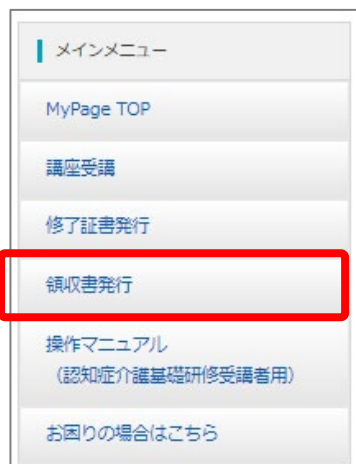 メインメニュー
MyPage TOP
講座受講
修了証書発行
領収書発行
操作マニュアル
（認知症介護基礎研修受講者用）
お困りの場合はこちら